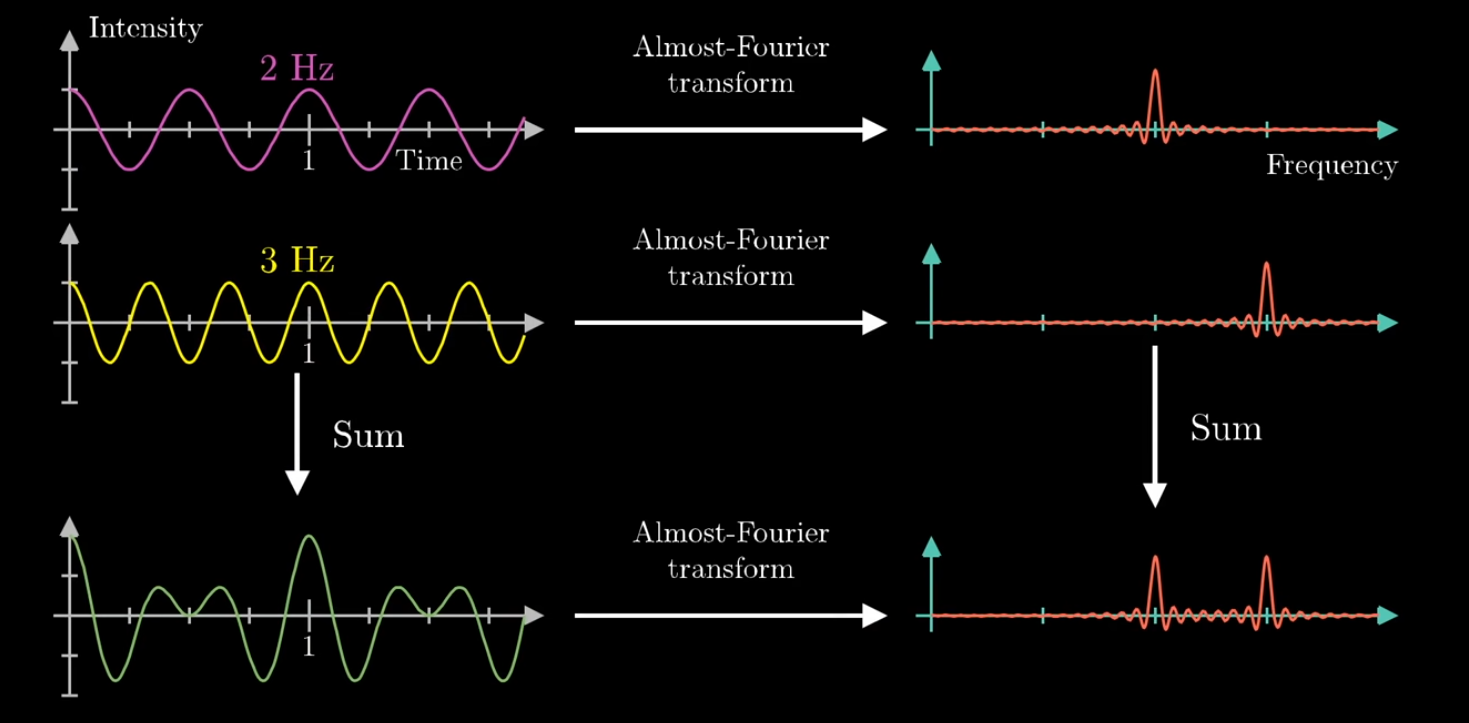 Intensity
2 Hz
1
Time
Almost-Fourier
transform
Frequency
3 Hz
1
Almost-Fourier
transform
Sum
Sum
1
Almost-Fourier
transform